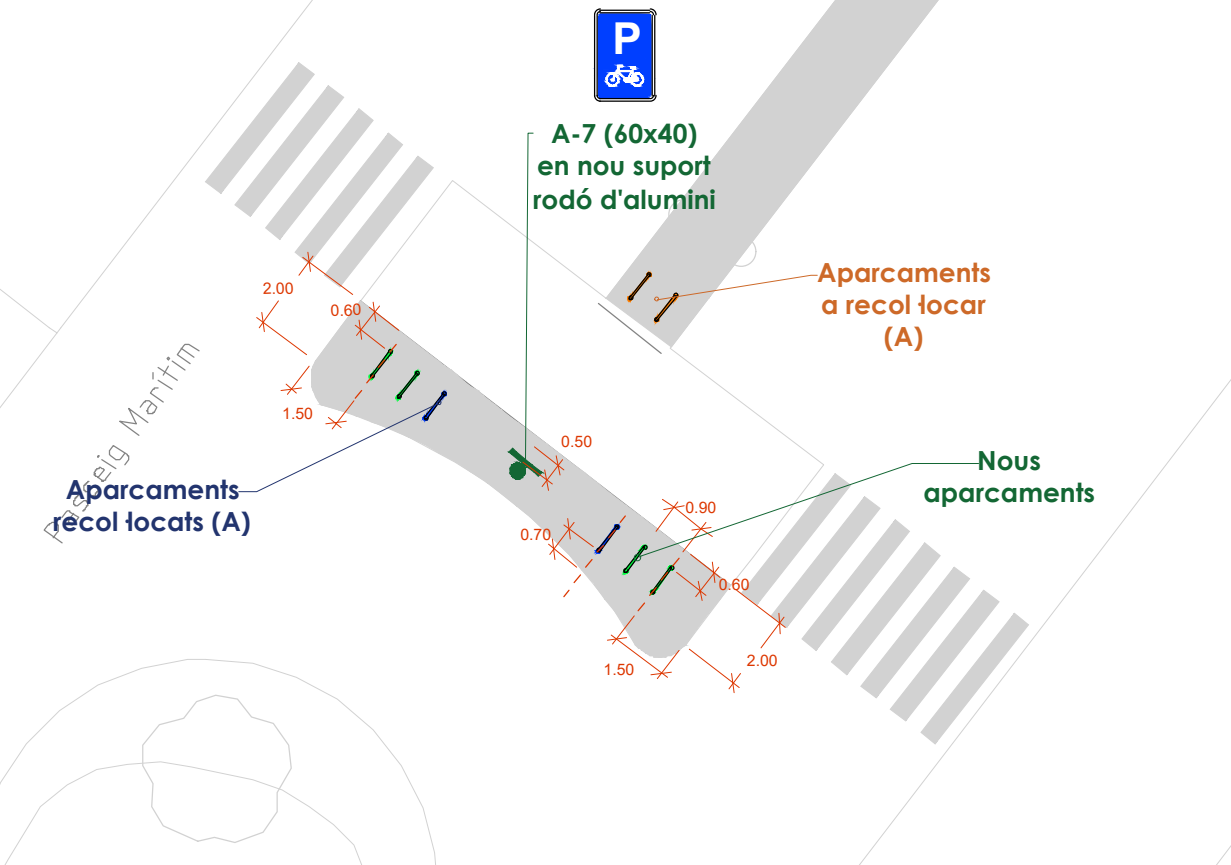 P
A-7 (60x40)
en nou suport
rodó d'alumini
Aparcaments
a recol·locar
(A)
2.00
0.60
1.50
Passeig Marítim
Aparcaments
recol·locats (A)
0.50
Nous
aparcaments
0.90
0.70
0.60
1.50
2.00